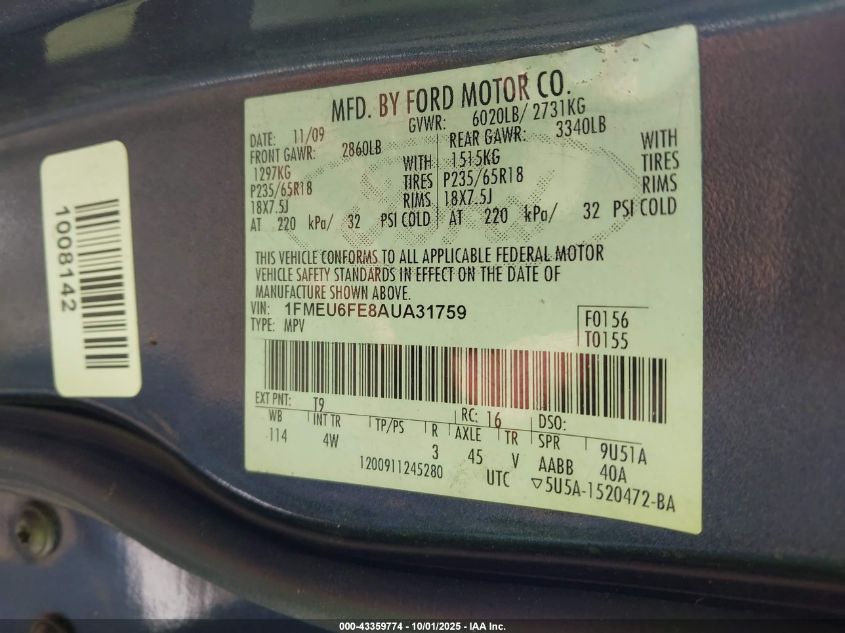 MFD. BY FORD MOTOR CO.
DATE: 11/09 GVWR: 6020LB/ 2731KG
FRONT GAWR: 2860LB REAR GAWR: 3340LB
1297KG WITH 1515KG WITH
P235/65R18 TIRES P235/65R18 TIRES
18X7.5J RIMS 18X7.5J RIMS
AT 220 kPa/ 32 PSI COLD AT 220 kPa/ 32 PSI COLD
THIS VEHICLE CONFORMS TO ALL APPLICABLE FEDERAL MOTOR
VEHICLE SAFETY STANDARDS IN EFFECT ON THE DATE OF
MANUFACTURE SHOWN ABOVE.
VIN: 1FMEU6FE8AUA31759
TYPE: MPV
F0156
T0155
EXT PNT: T9 RC: 16 DSO:
WB INT TR TP/PS R AXLE TR SPR 9U51A
114 4W 3 45 V AABB 40A
1200911245280 UTC ▽5U5A-1520472-BA
1008142
000-43359774 | 10/01/2025 - IAA Inc.